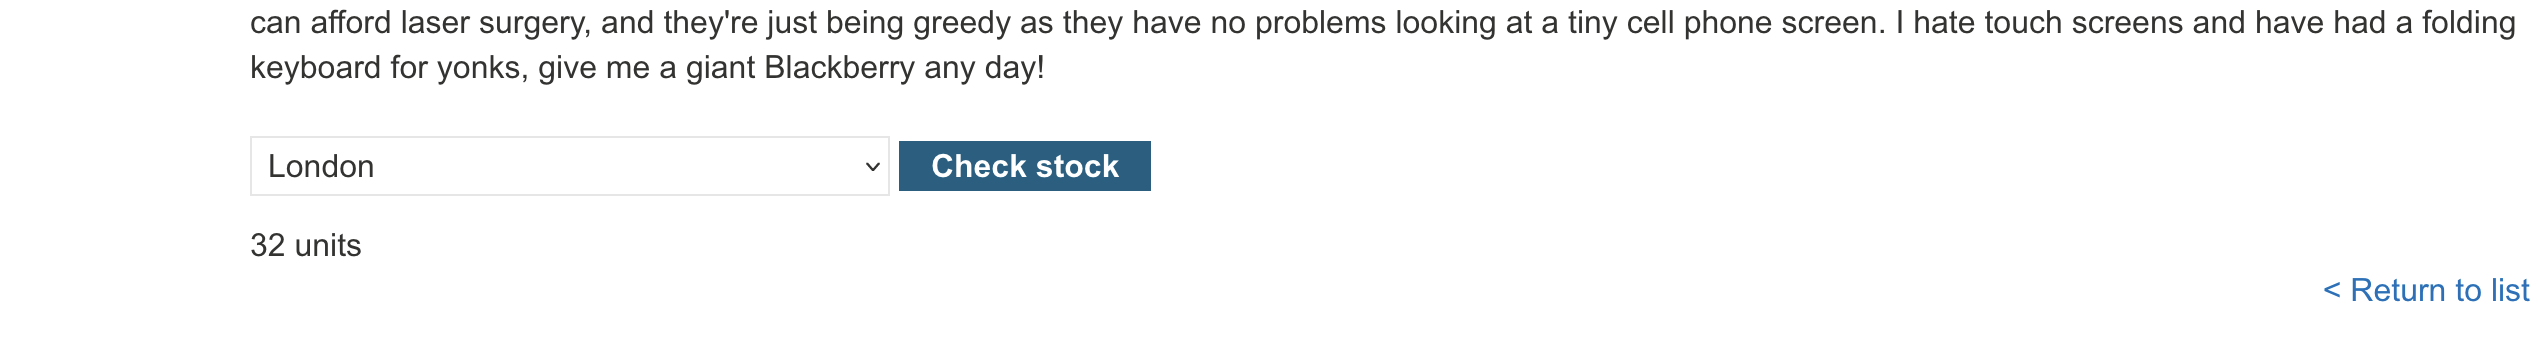 can afford laser surgery, and they're just being greedy as they have no problems looking at a tiny cell phone screen. I hate touch screens and have had a folding
keyboard for yonks, give me a giant Blackberry any day!
London
Check stock
32 units
< Return to list